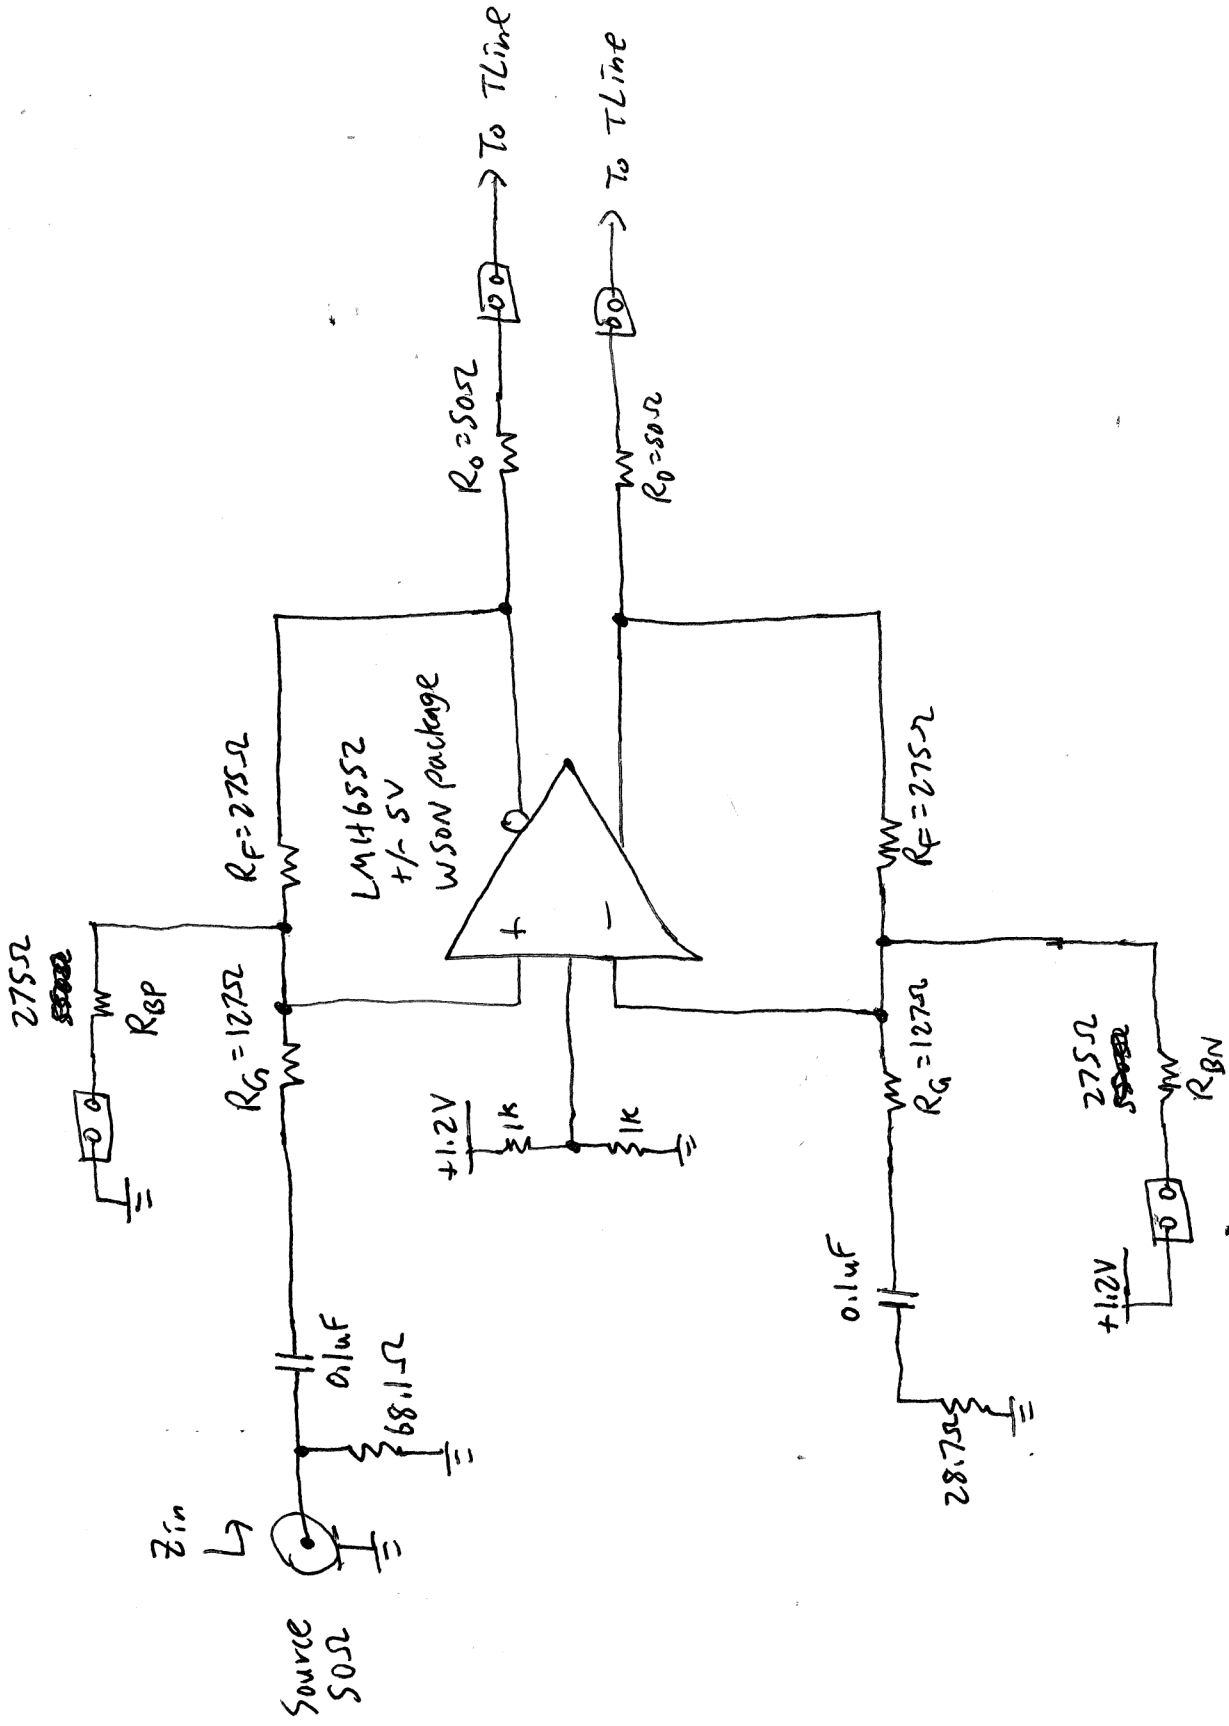 Source
50Ω
Zin
68.1Ω
0.1uF
RG=127Ω
275Ω
RBP
RF=275Ω
LMH6552
+/- 5V
WSON package
+
-
+1.2V
1K
1K
Ro=50Ω
To TLine
Ro=50Ω
To TLine
28.7Ω
0.1uF
RG=127Ω
RF=275Ω
+1.2V
275Ω
RBN